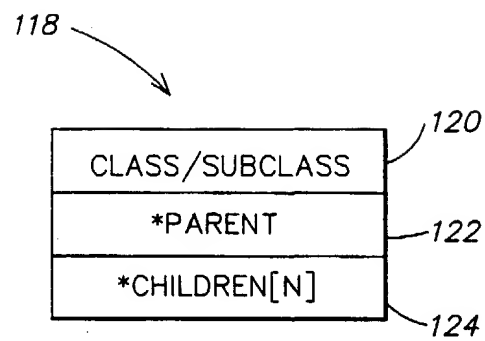 118
120
CLASS/SUBCLASS
*PARENT
122
*CHILDREN[N]
124